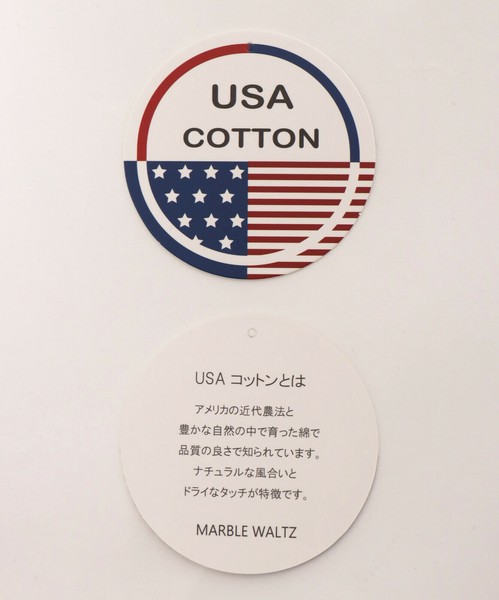 USA
COTTON
USA コットンとは
アメリカの近代農法と
豊かな自然の中で育った綿で
品質の良さで知られています。
ナチュラルな風合いと
ドライなタッチが特徴です。
MARBLE WALTZ